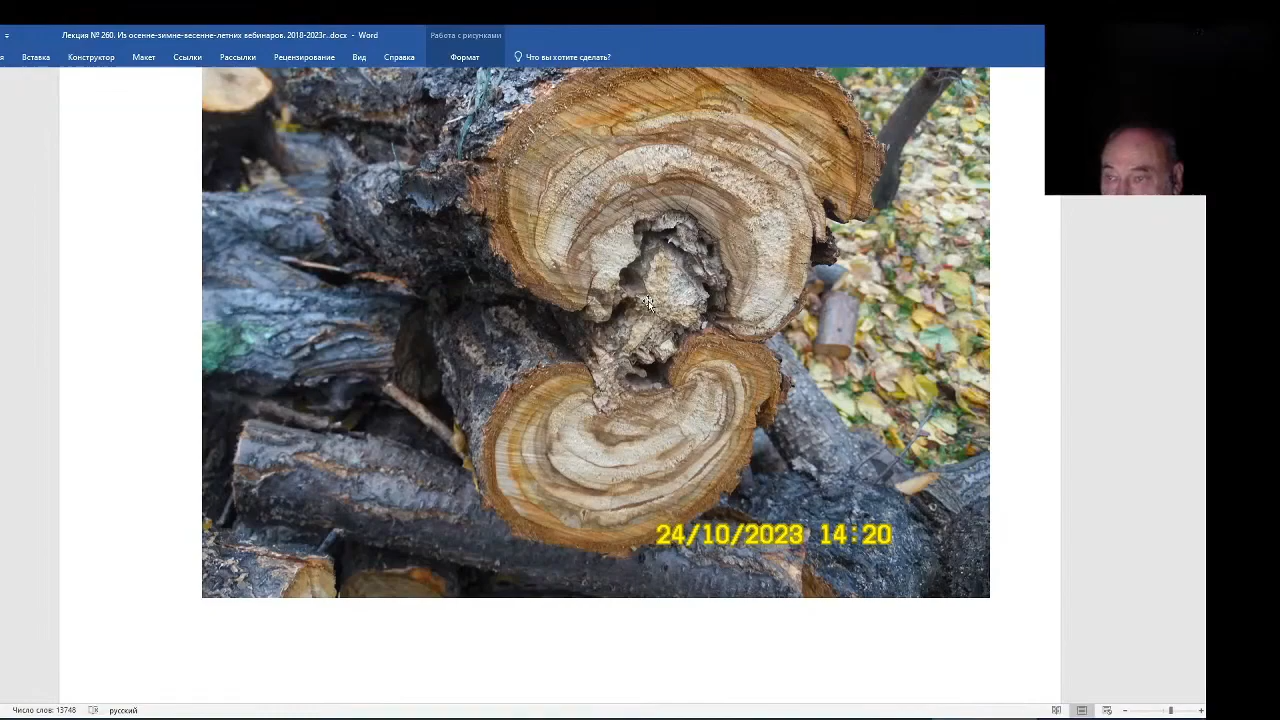 Лекция № 260. Из осенне-зимне-весенне-летних вебинаров. 2018-2023г..docx - Word
Работа с рисунками
я Вставка Конструктор Макет Ссылки Рассылки Рецензирование Вид Справка Формат Что вы хотите сделать?
24/10/2023 14:20
Число слов: 13748 русский